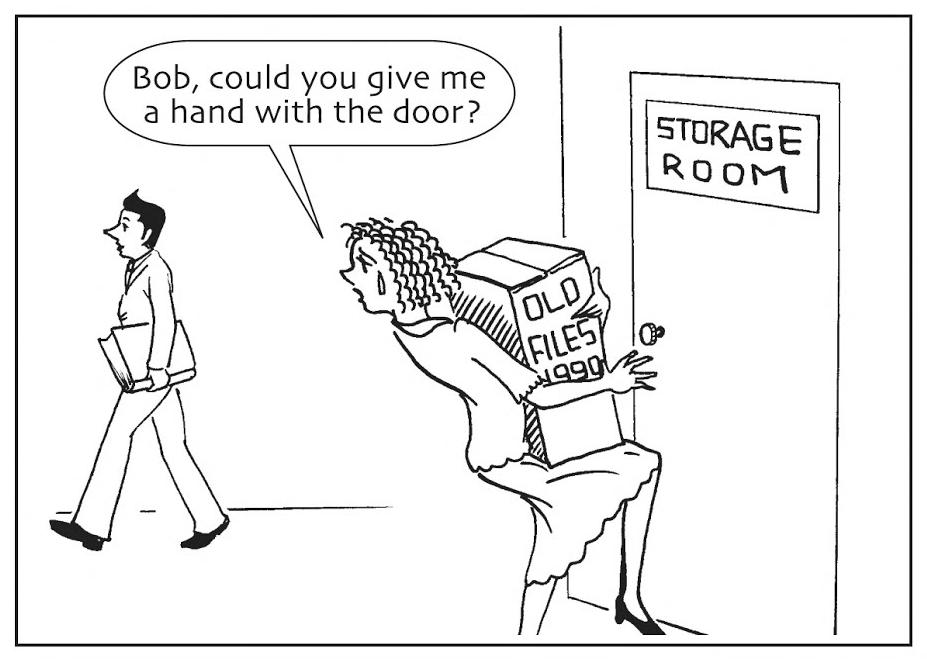 Bob, could you give me
a hand with the door?
STORAGE
ROOM
OLD
FILES
1990